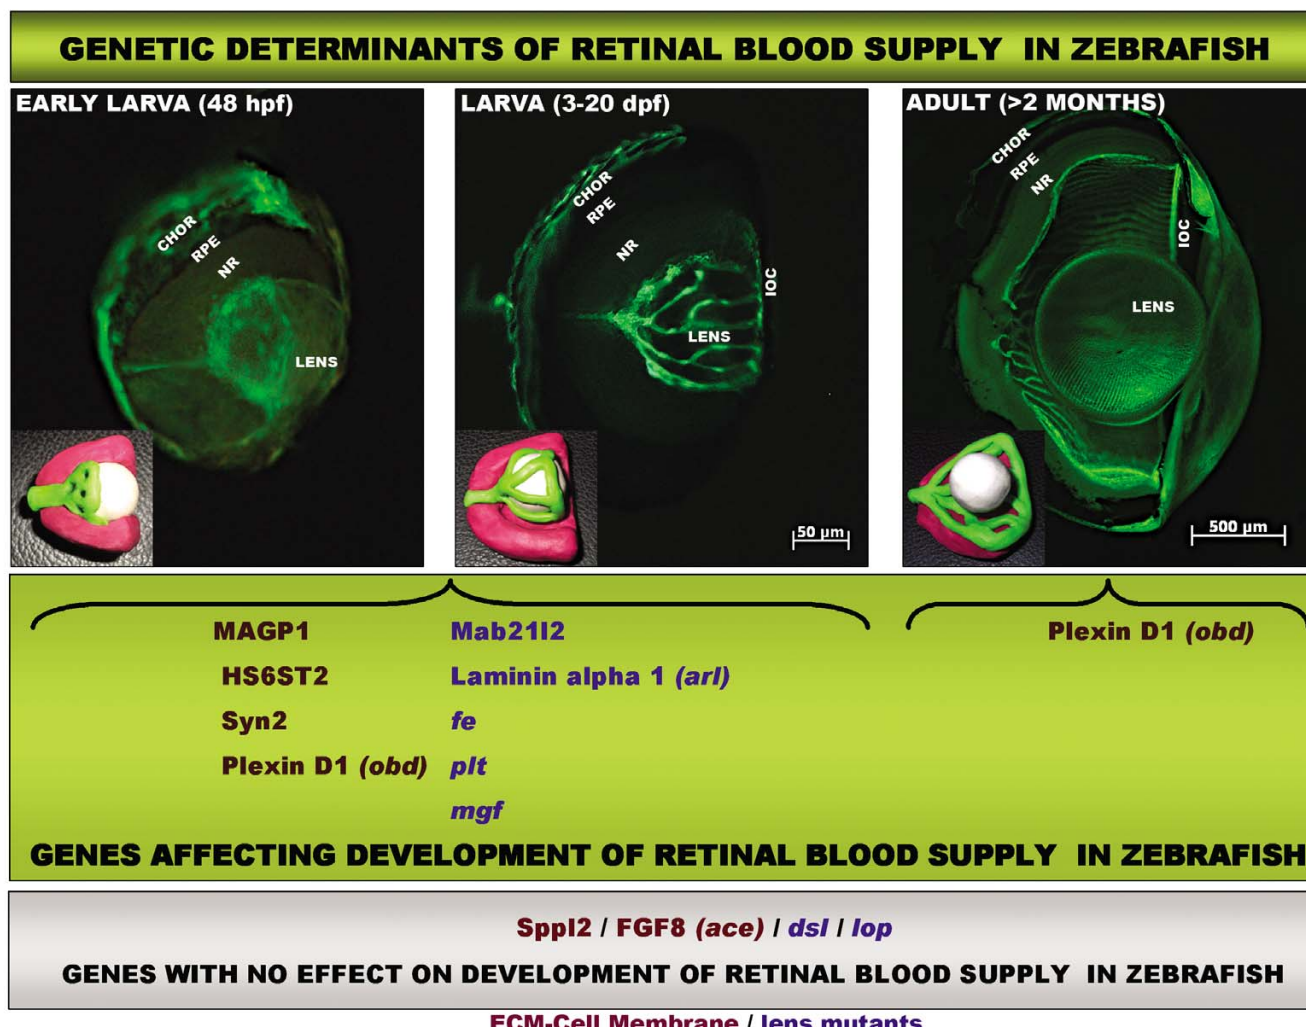 GENETIC DETERMINANTS OF RETINAL BLOOD SUPPLY IN ZEBRAFISH
EARLY LARVA (48 hpf)
CHOR
RPE
NR
LENS
LARVA (3-20 dpf)
CHOR
RPE
NR
IOC
LENS
50 µm
ADULT (>2 MONTHS)
CHOR
RPE
NR
IOC
LENS
500 µm
MAGP1
HS6ST2
Syn2
Plexin D1 (obd)
Mab21l2
Laminin alpha 1 (arl)
fe
plt
mgf
Plexin D1 (obd)
GENES AFFECTING DEVELOPMENT OF RETINAL BLOOD SUPPLY IN ZEBRAFISH
Sppl2 / FGF8 (ace) / dsl / lop
GENES WITH NO EFFECT ON DEVELOPMENT OF RETINAL BLOOD SUPPLY IN ZEBRAFISH
ECM-Cell Membrane / lens mutants